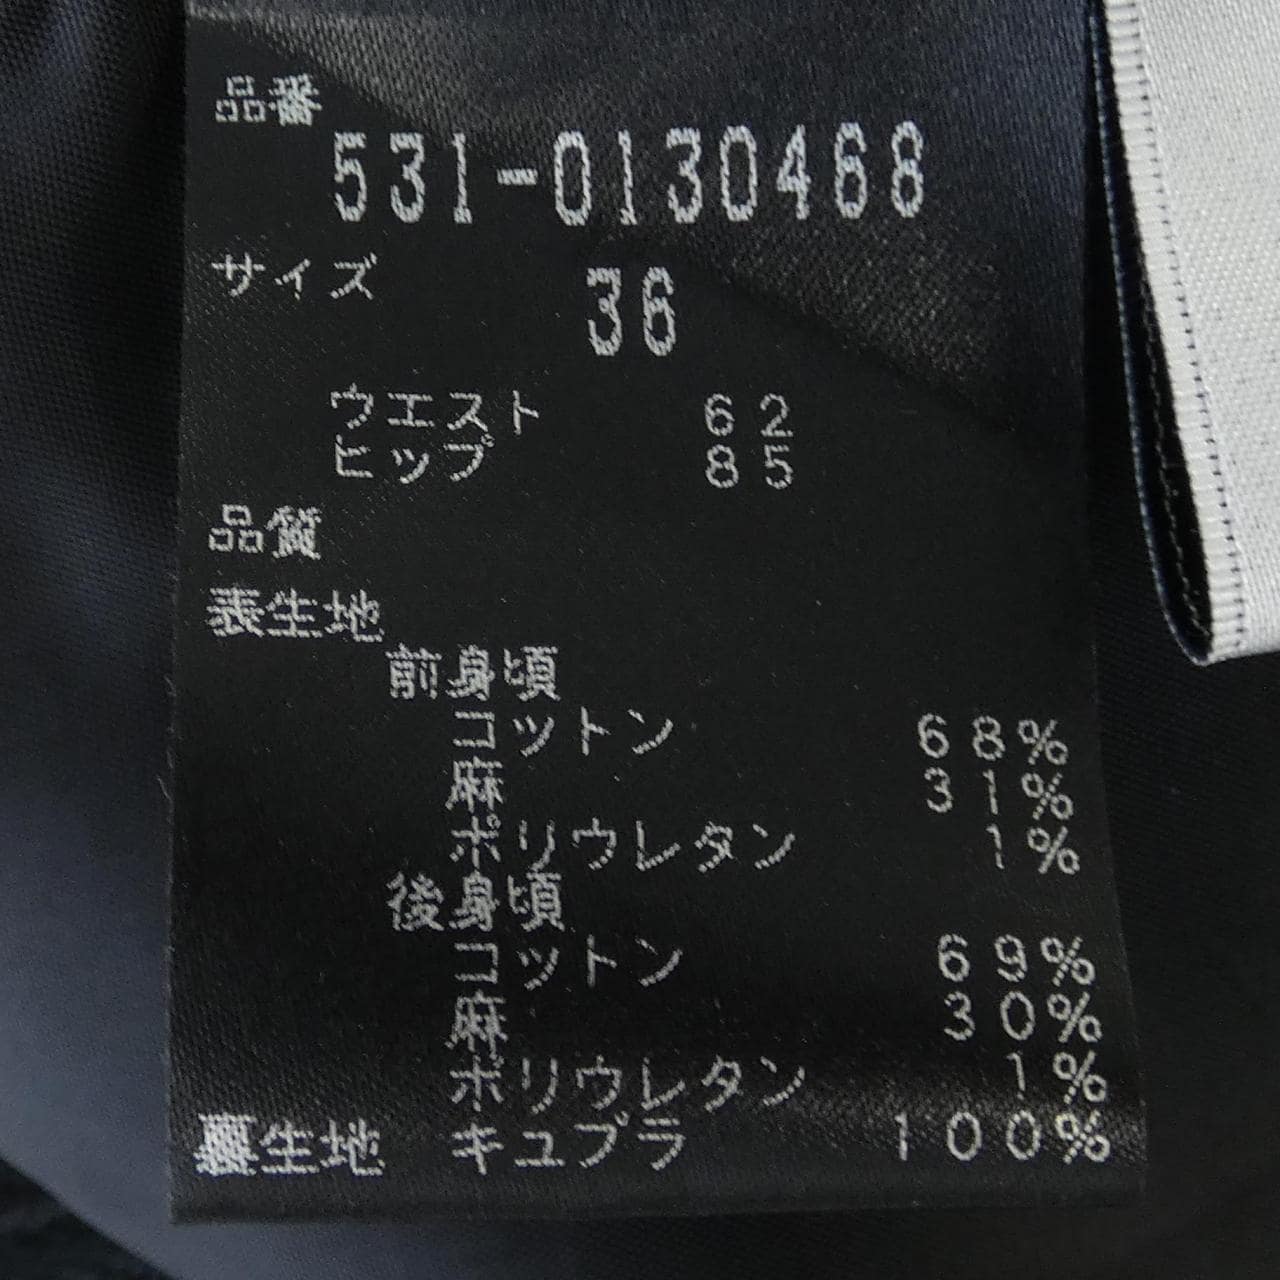 品番
531-0130468
サイズ 36
ウエスト 62
ヒップ 85
品質
表生地
前身頃
コットン 68%
麻 31%
ポリウレタン 1%
後身頃
コットン 69%
麻 30%
ポリウレタン 1%
裏生地 キュプラ 100%